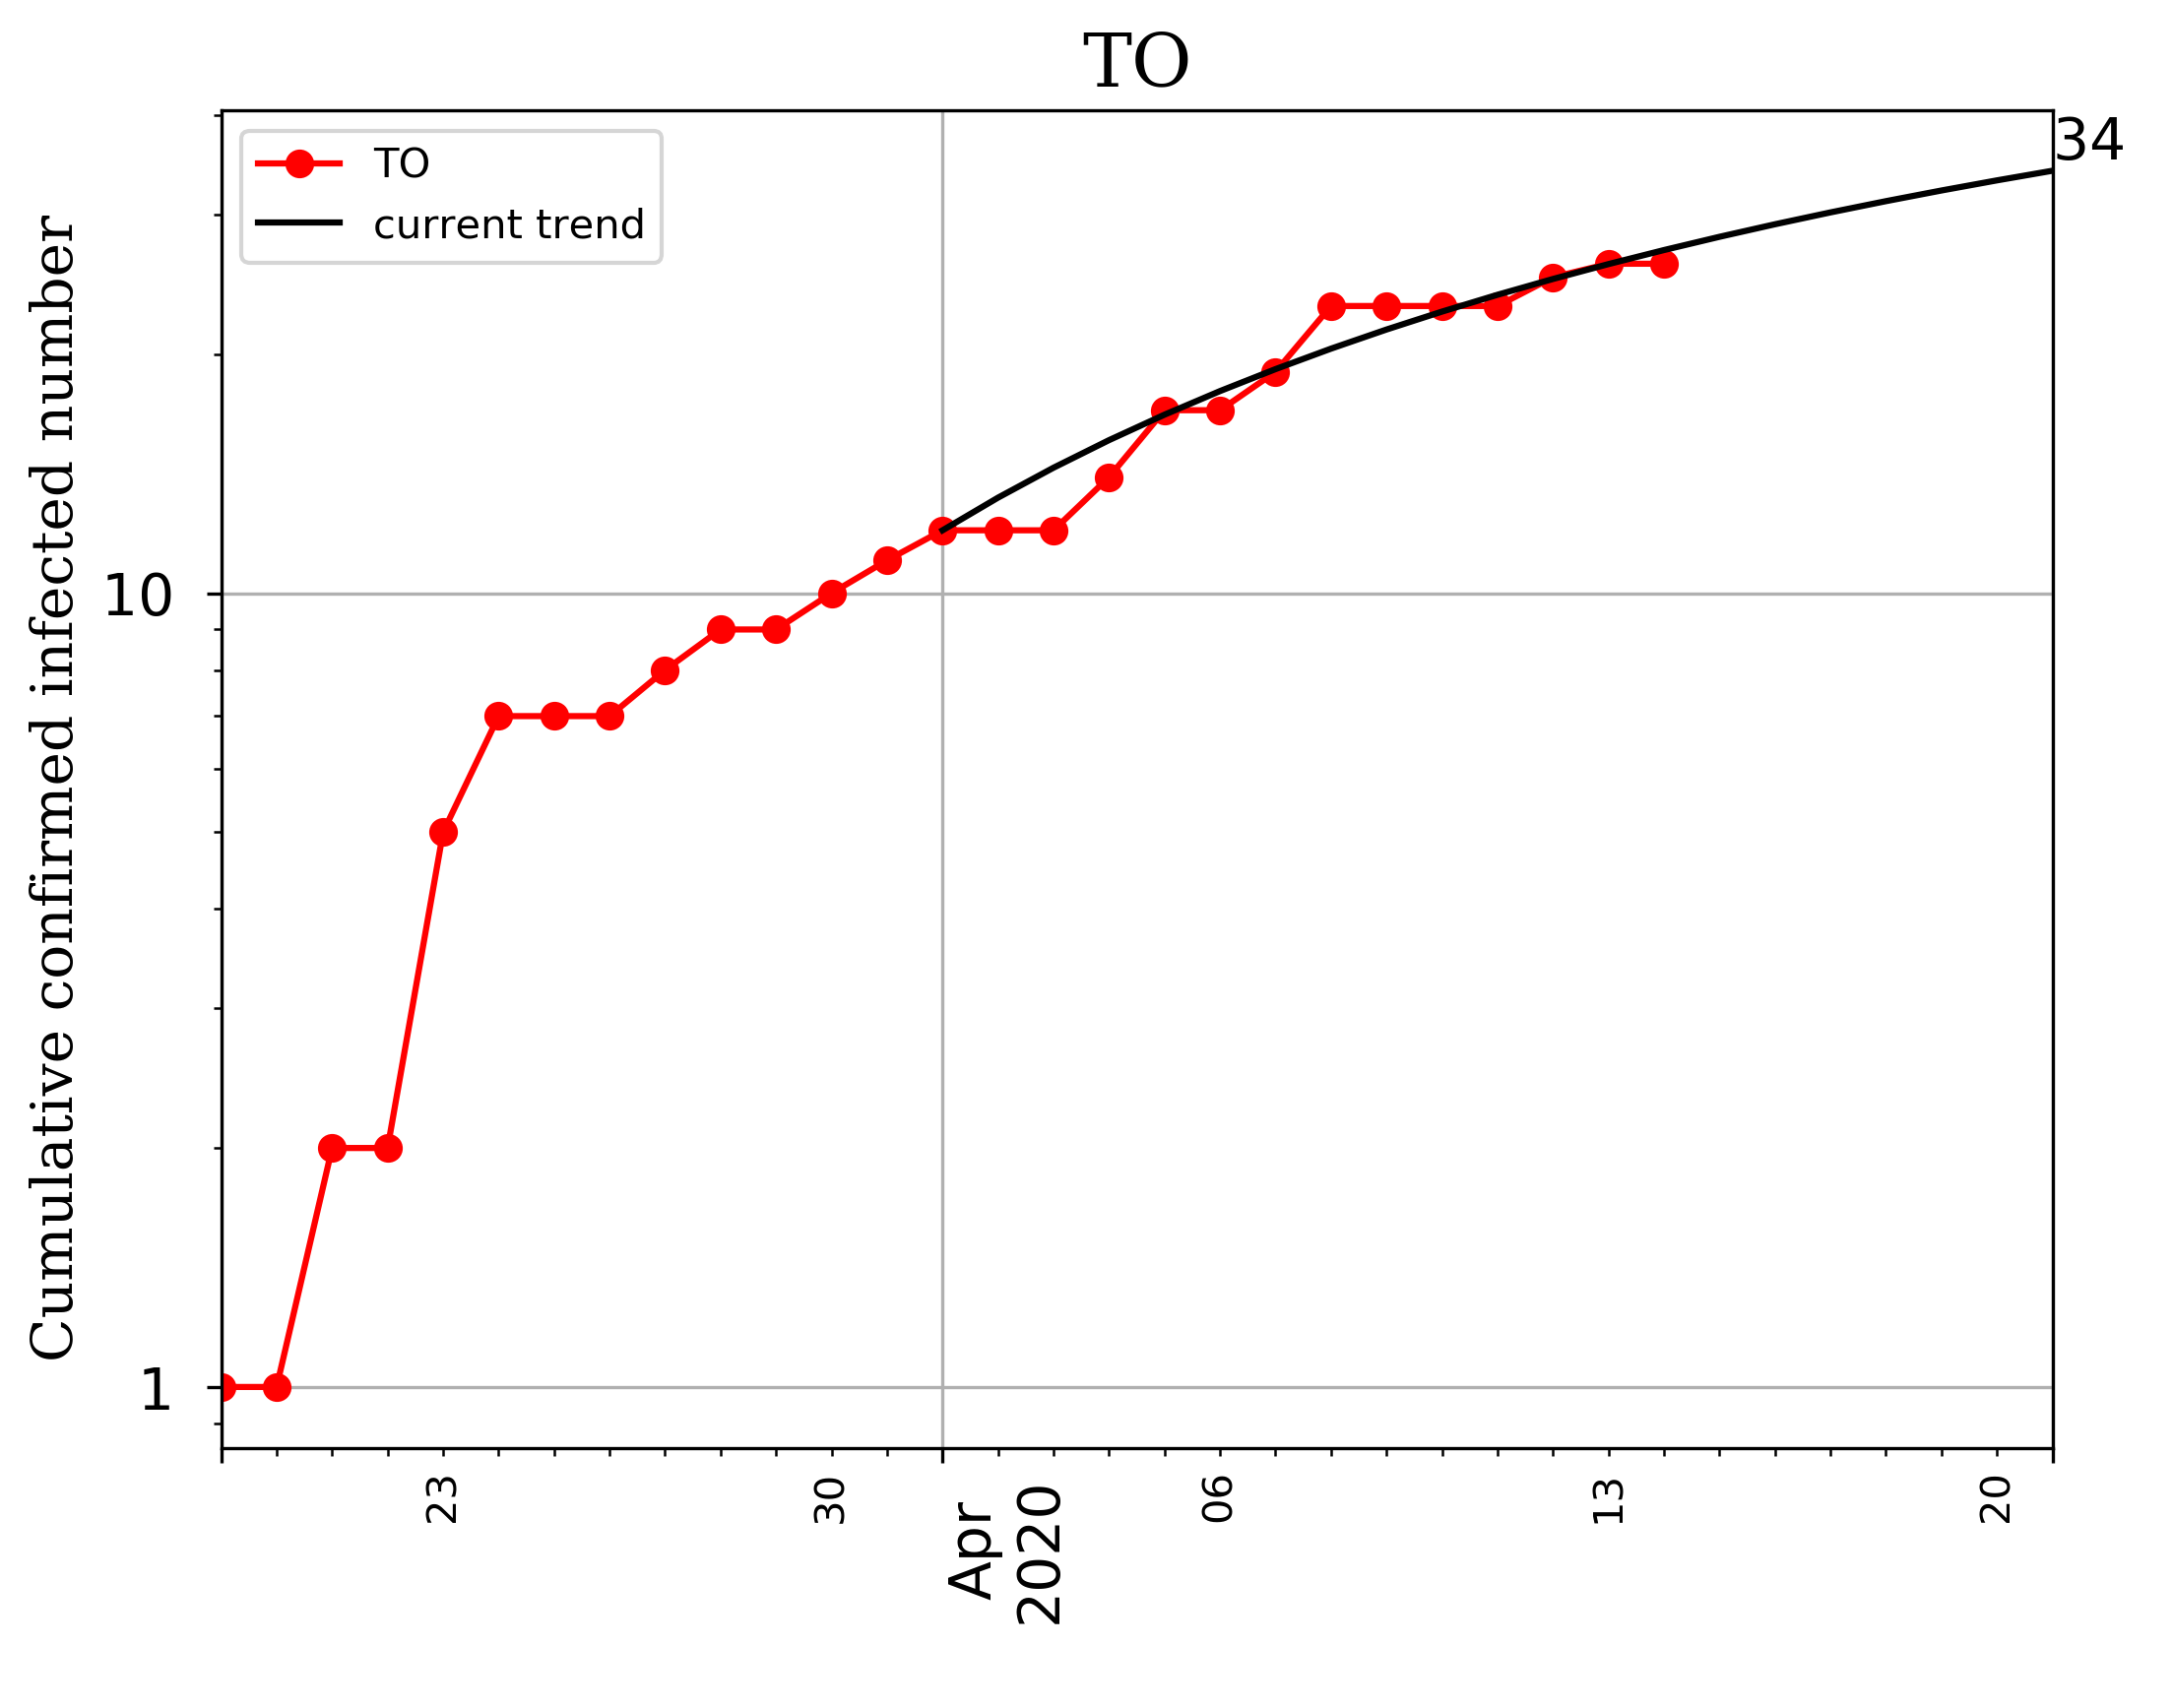 TO
34
TO
current trend
Cumulative confirmed infected number
10
1
23
30
Apr
2020
06
13
20